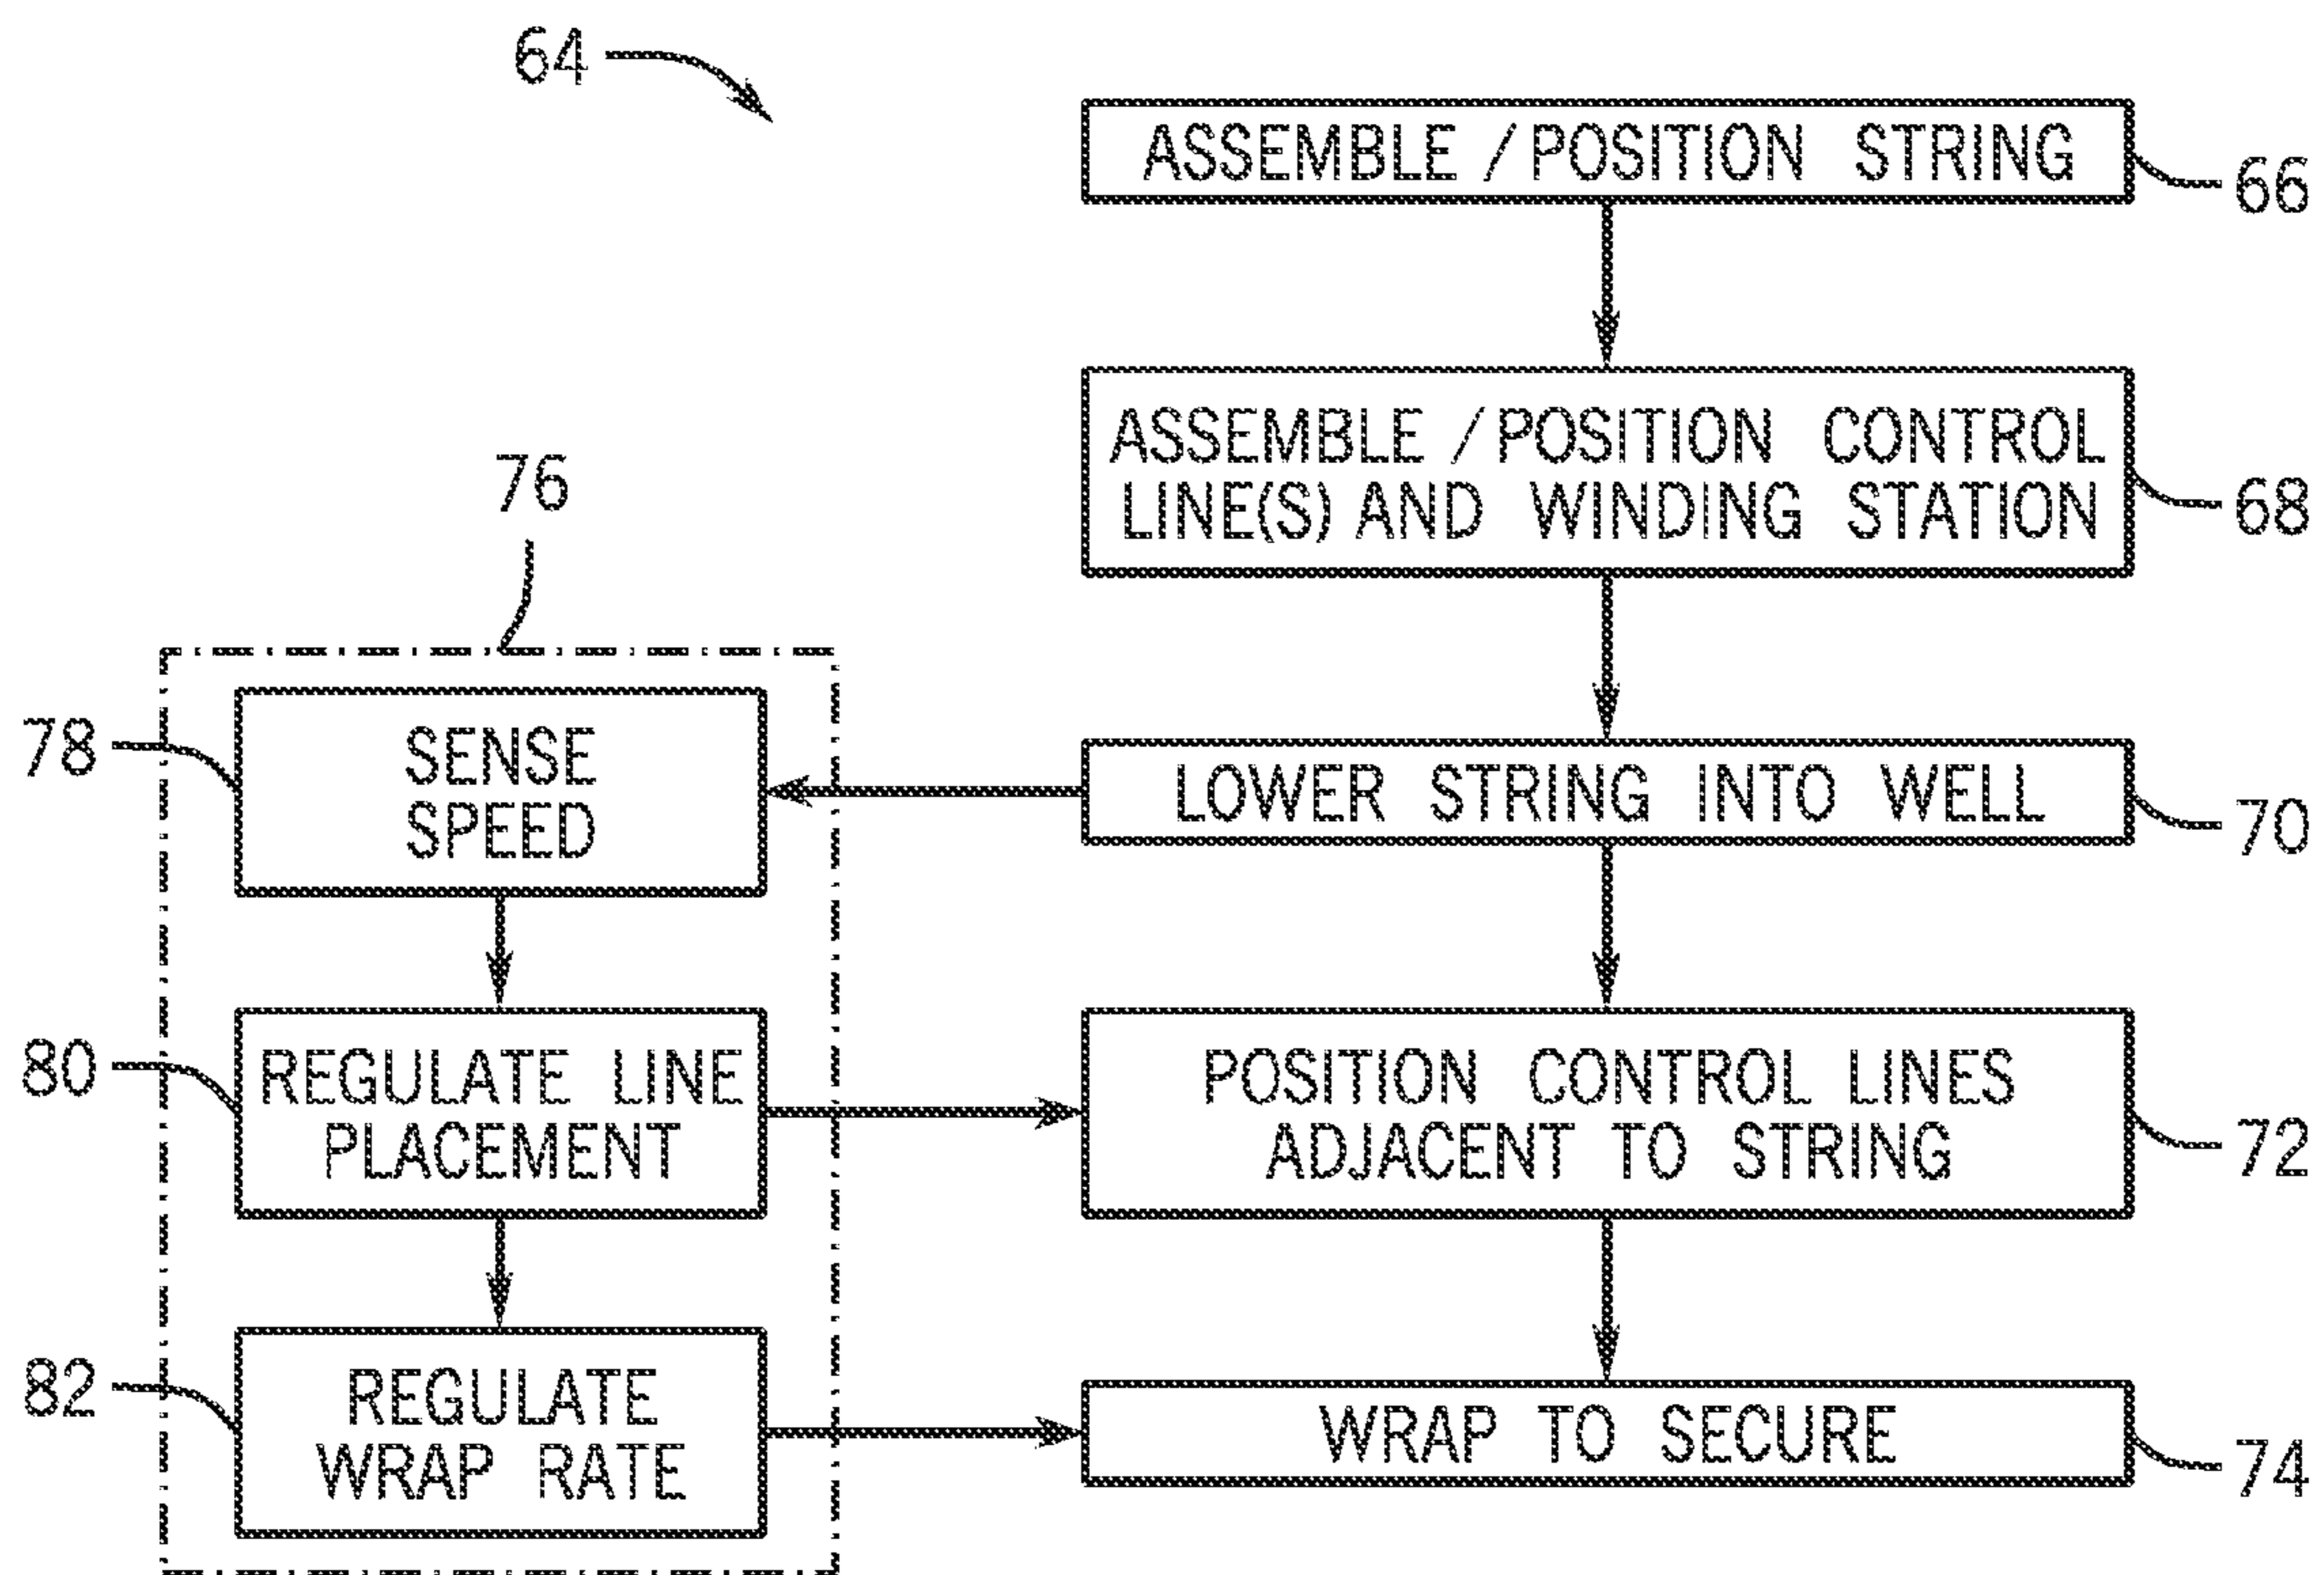 64
ASSEMBLE / POSITION STRING
66
ASSEMBLE / POSITION CONTROL
LINE(S) AND WINDING STATION
68
76
SENSE
SPEED
78
LOWER STRING INTO WELL
70
REGULATE LINE
PLACEMENT
80
POSITION CONTROL LINES
ADJACENT TO STRING
72
REGULATE
WRAP RATE
82
WRAP TO SECURE
74